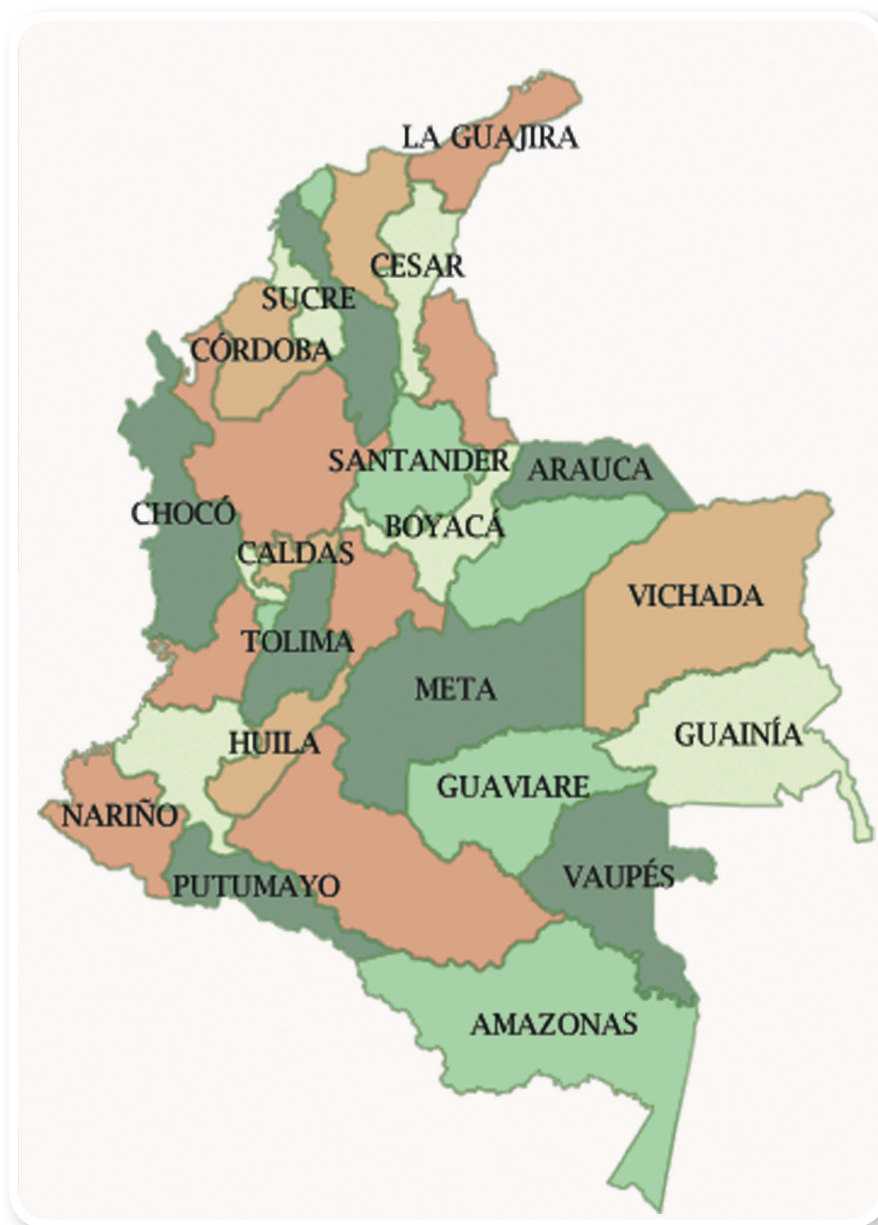 LA GUAJIRA
CESAR
SUCRE
CÓRDOBA
SANTANDER
ARAUCA
CHOCÓ
BOYACÁ
CALDAS
VICHADA
TOLIMA
META
GUAINÍA
HUILA
GUAVIARE
NARIÑO
VAUPÉS
PUTUMAYO
AMAZONAS